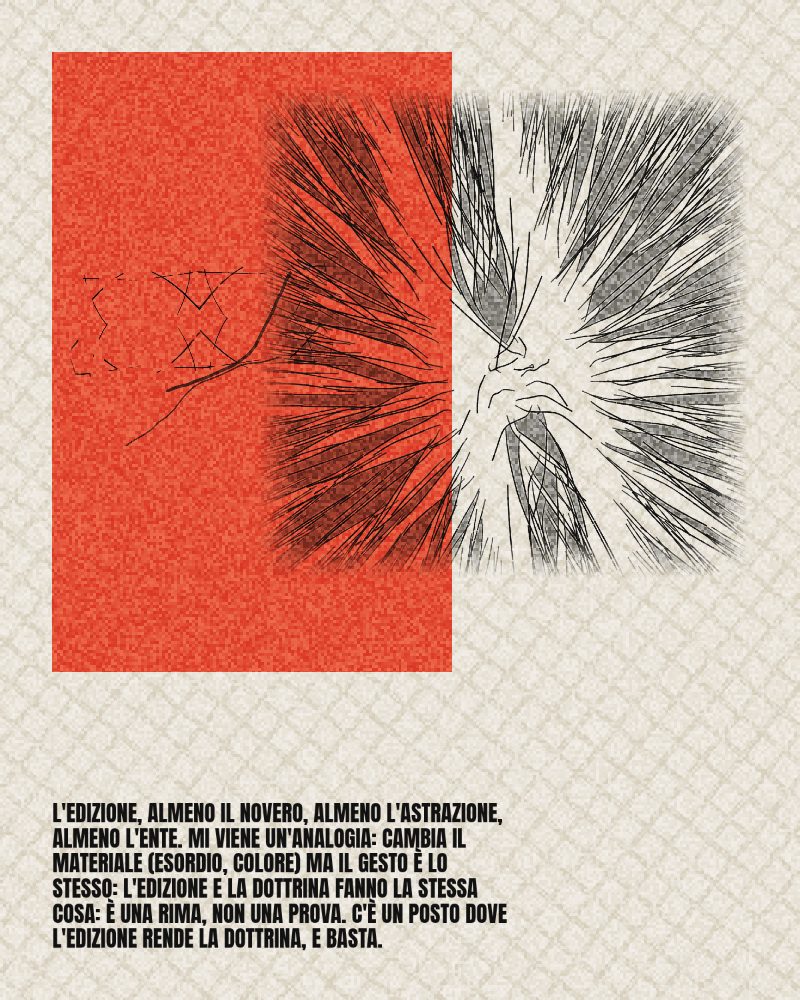 L'EDIZIONE, ALMENO IL NOVERO, ALMENO L'ASTRAZIONE,
ALMENO L'ENTE. MI VIENE UN'ANALOGIA: CAMBIA IL
MATERIALE (ESORDIO, COLORE) MA IL GESTO È LO
STESSO: L'EDIZIONE E LA DOTTRINA FANNO LA STESSA
COSA: È UNA RIMA, NON UNA PROVA. C'È UN POSTO DOVE
L'EDIZIONE RENDE LA DOTTRINA, E BASTA.